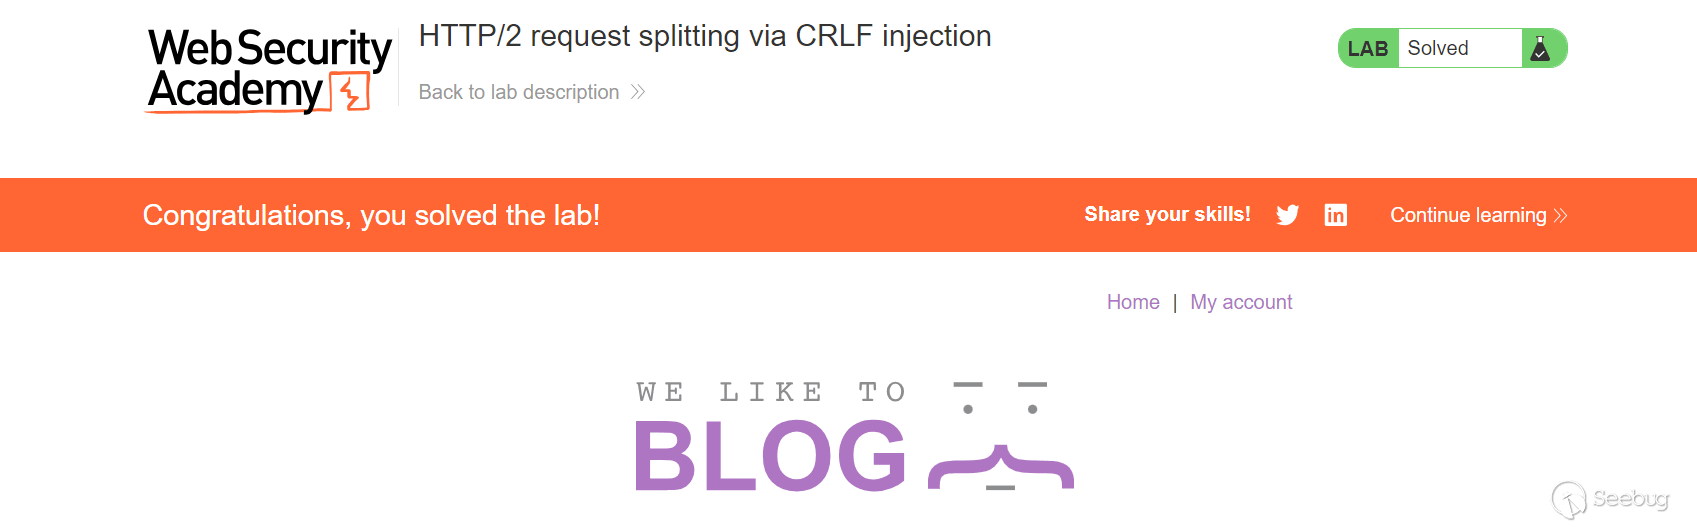 Web Security
Academy
HTTP/2 request splitting via CRLF injection
Back to lab description
LAB Solved
Congratulations, you solved the lab!
Share your skills!
in
Continue learning
Home | My account
WE LIKE TO
BLOG
Seebug